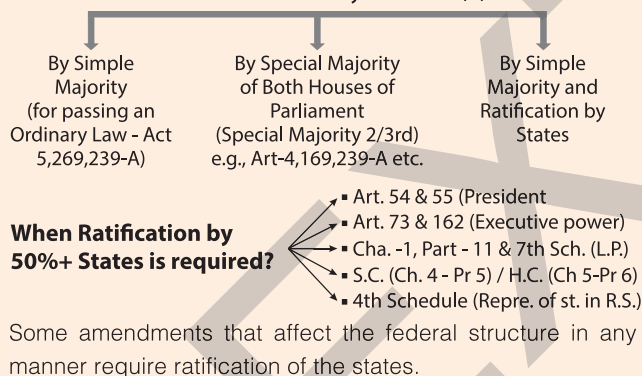 By Simple
Majority
(for passing an
Ordinary Law - Act
5,269,239-A)
By Special Majority
of Both Houses of
Parliament
(Special Majority 2/3rd)
e.g., Art-4,169,239-A etc.
By Simple
Majority and
Ratification by
States
When Ratification by
50%+ States is required?
▪ Art. 54 & 55 (President
▪ Art. 73 & 162 (Executive power)
▪ Cha. -1, Part - 11 & 7th Sch. (L.P.)
▪ S.C. (Ch. 4 - Pr 5) / H.C. (Ch 5-Pr 6)
▪ 4th Schedule (Repre. of st. in R.S.)
Some amendments that affect the federal structure in any
manner require ratification of the states.